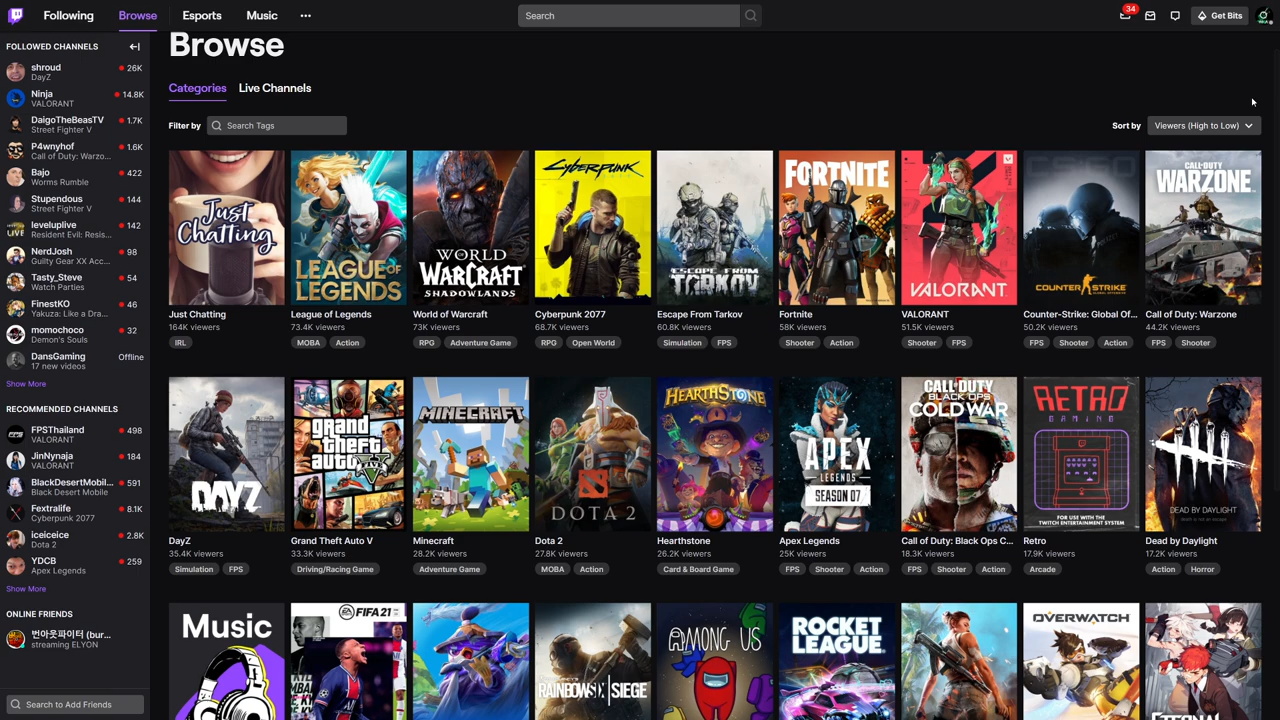 Following
Browse
Esports
Music
Search
34
Get Bits
FOLLOWED CHANNELS
shroud
26K
DayZ
Ninja
14.8K
VALORANT
DaigoTheBeasTV
1.7K
Street Fighter V
P4wnyhof
1.6K
Call of Duty: Warzo...
Bajo
422
Worms Rumble
Stupendous
144
Street Fighter V
leveluplive
142
Resident Evil: Resis...
NerdJosh
98
Guilty Gear XX Acc...
Tasty_Steve
54
Watch Parties
FinestKO
46
Yakuza: Like a Dra...
momochoco
32
Demon's Souls
DansGaming
Offline
17 new videos
Show More
RECOMMENDED CHANNELS
FPSThailand
498
VALORANT
JinNynaja
184
VALORANT
BlackDesertMobil...
591
Black Desert Mobile
Fextralife
8.1K
Cyberpunk 2077
iceiceice
2.8K
Dota 2
YDCB
259
Apex Legends
Show More
ONLINE FRIENDS
번아웃파이터 (bur...
streaming ELYON
Search to Add Friends
Browse
Categories
Live Channels
Filter by
Search Tags
Sort by
Viewers (High to Low)
Just Chatting
LEAGUE OF LEGENDS
WORLD WARCRAFT
SHADOWLANDS
CYBERPUNK
ESCAPE FROM TARKOV
FORTNITE
VALORANT
COUNTER STRIKE
CALL OF DUTY
WARZONE
Just Chatting
164K viewers
IRL
League of Legends
73.4K viewers
MOBA
Action
World of Warcraft
73K viewers
RPG
Adventure Game
Cyberpunk 2077
68.7K viewers
RPG
Open World
Escape From Tarkov
60.8K viewers
Simulation
FPS
Fortnite
58K viewers
Shooter
Action
VALORANT
51.5K viewers
Shooter
FPS
Counter-Strike: Global Of...
50.2K viewers
FPS
Shooter
Action
Call of Duty: Warzone
44.2K viewers
FPS
Shooter
DAYZ
grand theft auto V
MINECRAFT
DOTA 2
HEARTHSTONE
APEX
LEGENDS
SEASON 07
CALL OF DUTY
BLACK OPS
COLD WAR
RETRO
GAMING
FOR USE WITH THE
TWITCH ENTERTAINMENT SYSTEM
DEAD BY DAYLIGHT
death is not an escape
DayZ
35.4K viewers
Simulation
FPS
Grand Theft Auto V
33.3K viewers
Driving/Racing Game
Minecraft
28.2K viewers
Adventure Game
Dota 2
27.8K viewers
MOBA
Action
Hearthstone
26.2K viewers
Card & Board Game
Apex Legends
25K viewers
FPS
Shooter
Action
Call of Duty: Black Ops C...
18.3K viewers
FPS
Shooter
Action
Retro
17.9K viewers
Arcade
Dead by Daylight
17.2K viewers
Action
Horror
Music
EA SPORTS FIFA 21
RAINBOW SIX SIEGE
AMONG US
ROCKET
LEAGUE
OVERWATCH